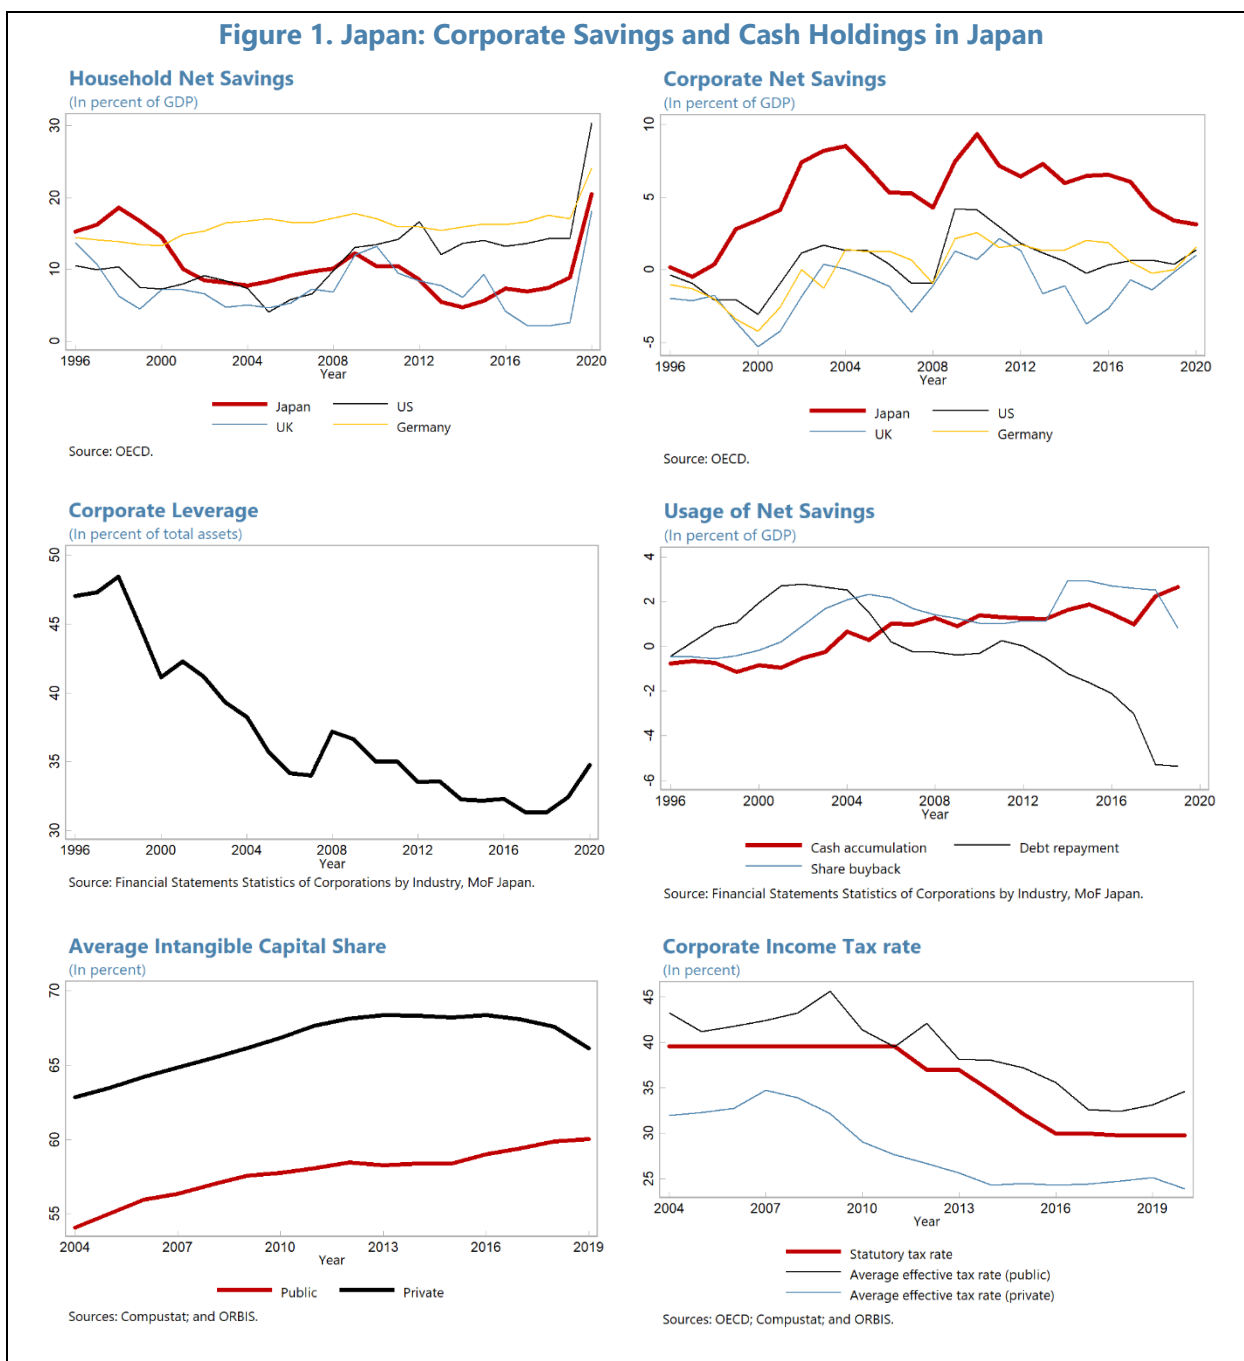 Figure 1. Japan: Corporate Savings and Cash Holdings in Japan
Household Net Savings
(In percent of GDP)
30
20
10
0
1996 2000 2004 2008 2012 2016 2020
Year
Japan US
UK Germany
Source: OECD.
Corporate Net Savings
(In percent of GDP)
10
5
0
-5
1996 2000 2004 2008 2012 2016 2020
Year
Japan US
UK Germany
Source: OECD.
Corporate Leverage
(In percent of total assets)
50
45
40
35
30
1996 2000 2004 2008 2012 2016 2020
Year
Source: Financial Statements Statistics of Corporations by Industry, MoF Japan.
Usage of Net Savings
(In percent of GDP)
4
2
0
-2
-4
-6
1996 2000 2004 2008 2012 2016 2020
Year
Cash accumulation Debt repayment
Share buyback
Source: Financial Statements Statistics of Corporations by Industry, MoF Japan.
Average Intangible Capital Share
(In percent)
70
65
60
55
2004 2007 2010 2013 2016 2019
Year
Public Private
Sources: Compustat; and ORBIS.
Corporate Income Tax rate
(In percent)
45
40
35
30
25
2004 2007 2010 2013 2016 2019
Year
Statutory tax rate
Average effective tax rate (public)
Average effective tax rate (private)
Sources: OECD; Compustat; and ORBIS.